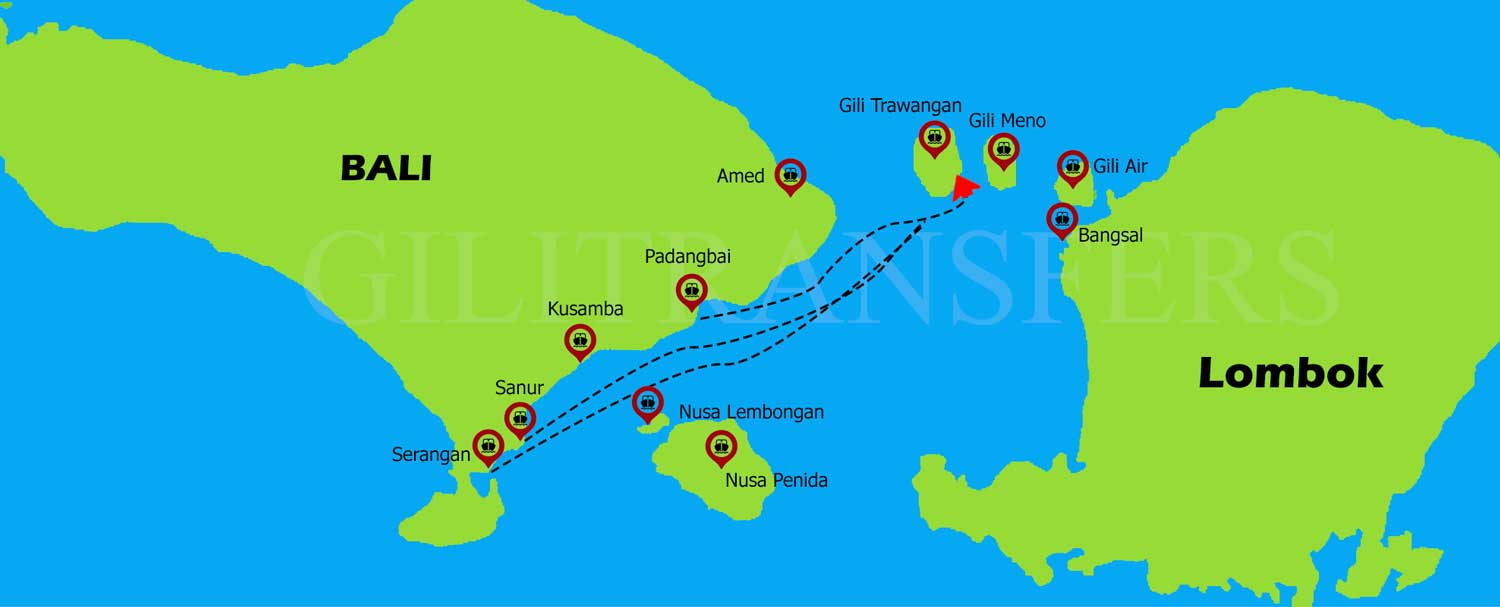 Gili Trawangan
Gili Meno
BALI
Amed
Gili Air
Bangsal
GILITRANSFERS
Padangbai
Kusamba
Lombok
Sanur
Nusa Lembongan
Serangan
Nusa Penida